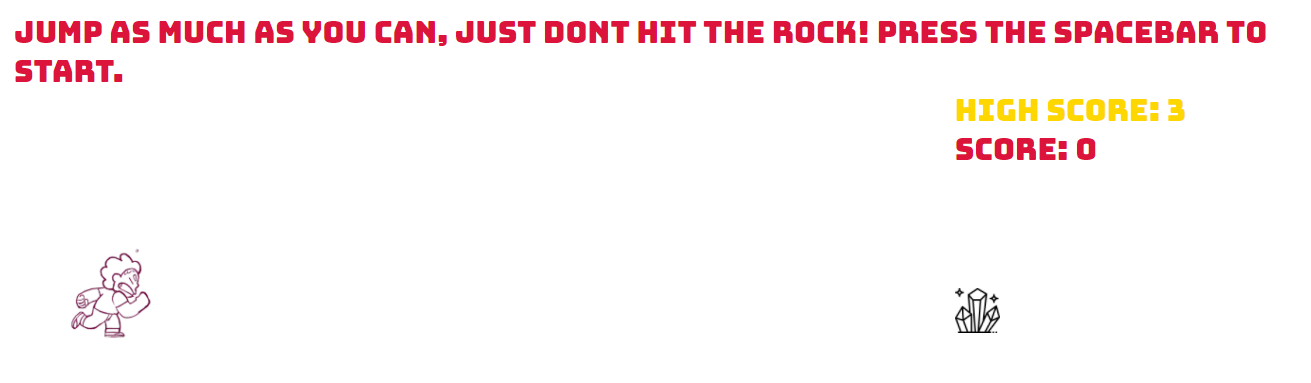 JUMP AS MUCH AS YOU CAN, JUST DONT HIT THE ROCK! PRESS THE SPACEBAR TO
START.
HIGH SCORE: 3
SCORE: 0